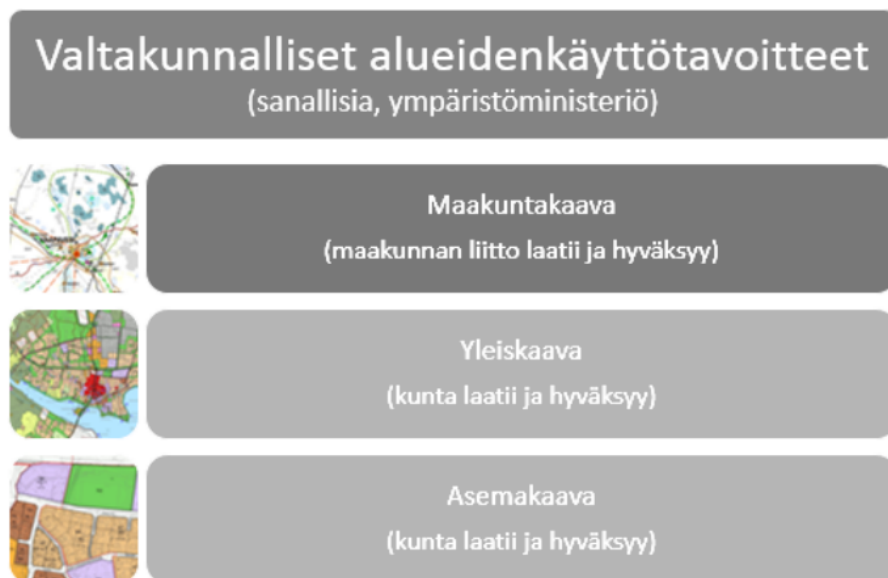 Valtakunnalliset alueidenkäyttötavoitteet
(sanallisia, ympäristöministeriö)
Maakuntakaava
(maakunnan liitto laatii ja hyväksyy)
Yleiskaava
(kunta laatii ja hyväksyy)
Asemakaava
(kunta laatii ja hyväksyy)